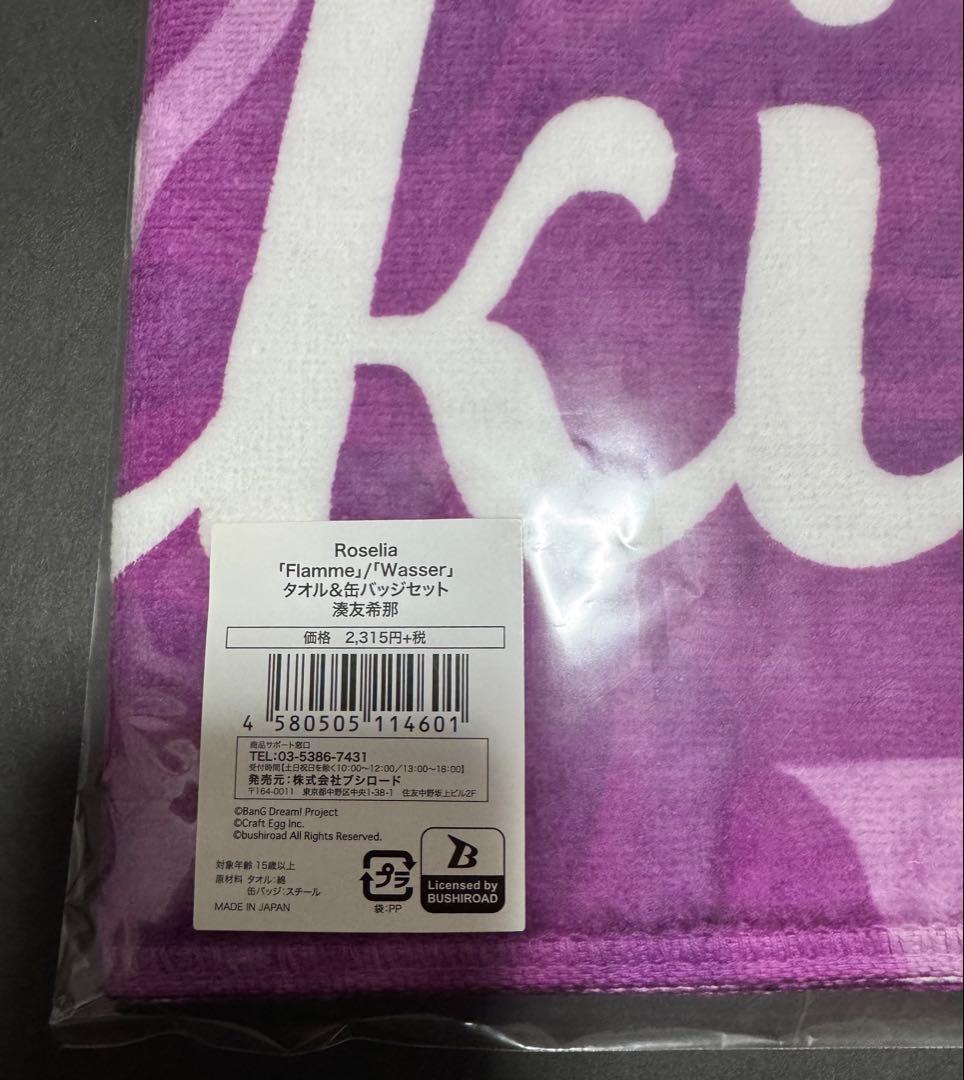 ki
Roselia
「Flamme」/「Wasser」
タオル&缶バッジセット
湊友希那
価格 2,315円+税
4 580505 114601
商品サポート窓口
TEL:03-5386-7431
受付時間【土日祝日を除く10:00〜12:00/13:00〜18:00】
発売元:株式会社ブシロード
〒164-0011 東京都中野区中央1-38-1 住友中野坂上ビル2F
©BanG Dream! Project
©Craft Egg Inc.
©bushiroad All Rights Reserved.
対象年齢 15歳以上
原材料 タオル:綿
缶バッジ:スチール
MADE IN JAPAN
プラ
袋:PP
B
Licensed by
BUSHIROAD